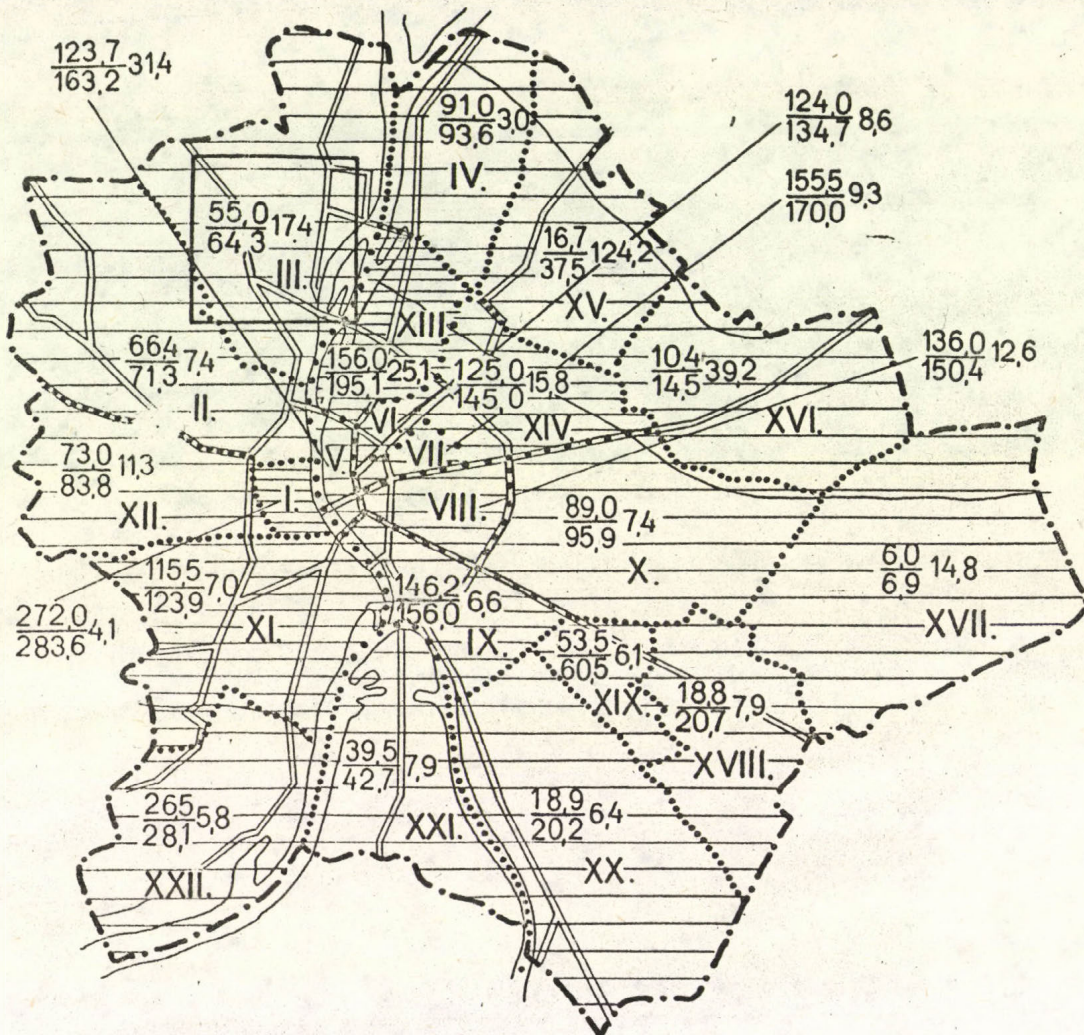 123,7 31,4
163,2
91,0 3,0
93,6
IV.
124,0 8,6
134,7
155,5 9,3
170,0
55,0 17,4
64,3
III.
16,7 124,2
37,5
XV.
XIII
66,4 7,4
71,3
II.
156,0 25,1
195,1
125,0 15,8
145,0
10,4 39,2
14,5
XVI.
136,0 12,6
150,4
VI
V
VII
XIV.
73,0 11,3
83,8
XII.
I.
VIII.
89,0 7,4
95,9
X.
6,0 14,8
6,9
XVII.
115,5 7,0
123,9
XI.
272,0 4,1
283,6
146,2 6,6
156,0
IX.
53,5 6,1
60,5
XIX.
18,8 7,9
20,7
XVIII.
39,5 7,9
42,7
XXI.
26,5 5,8
28,1
XXII.
18,9 6,4
20,2
XX.